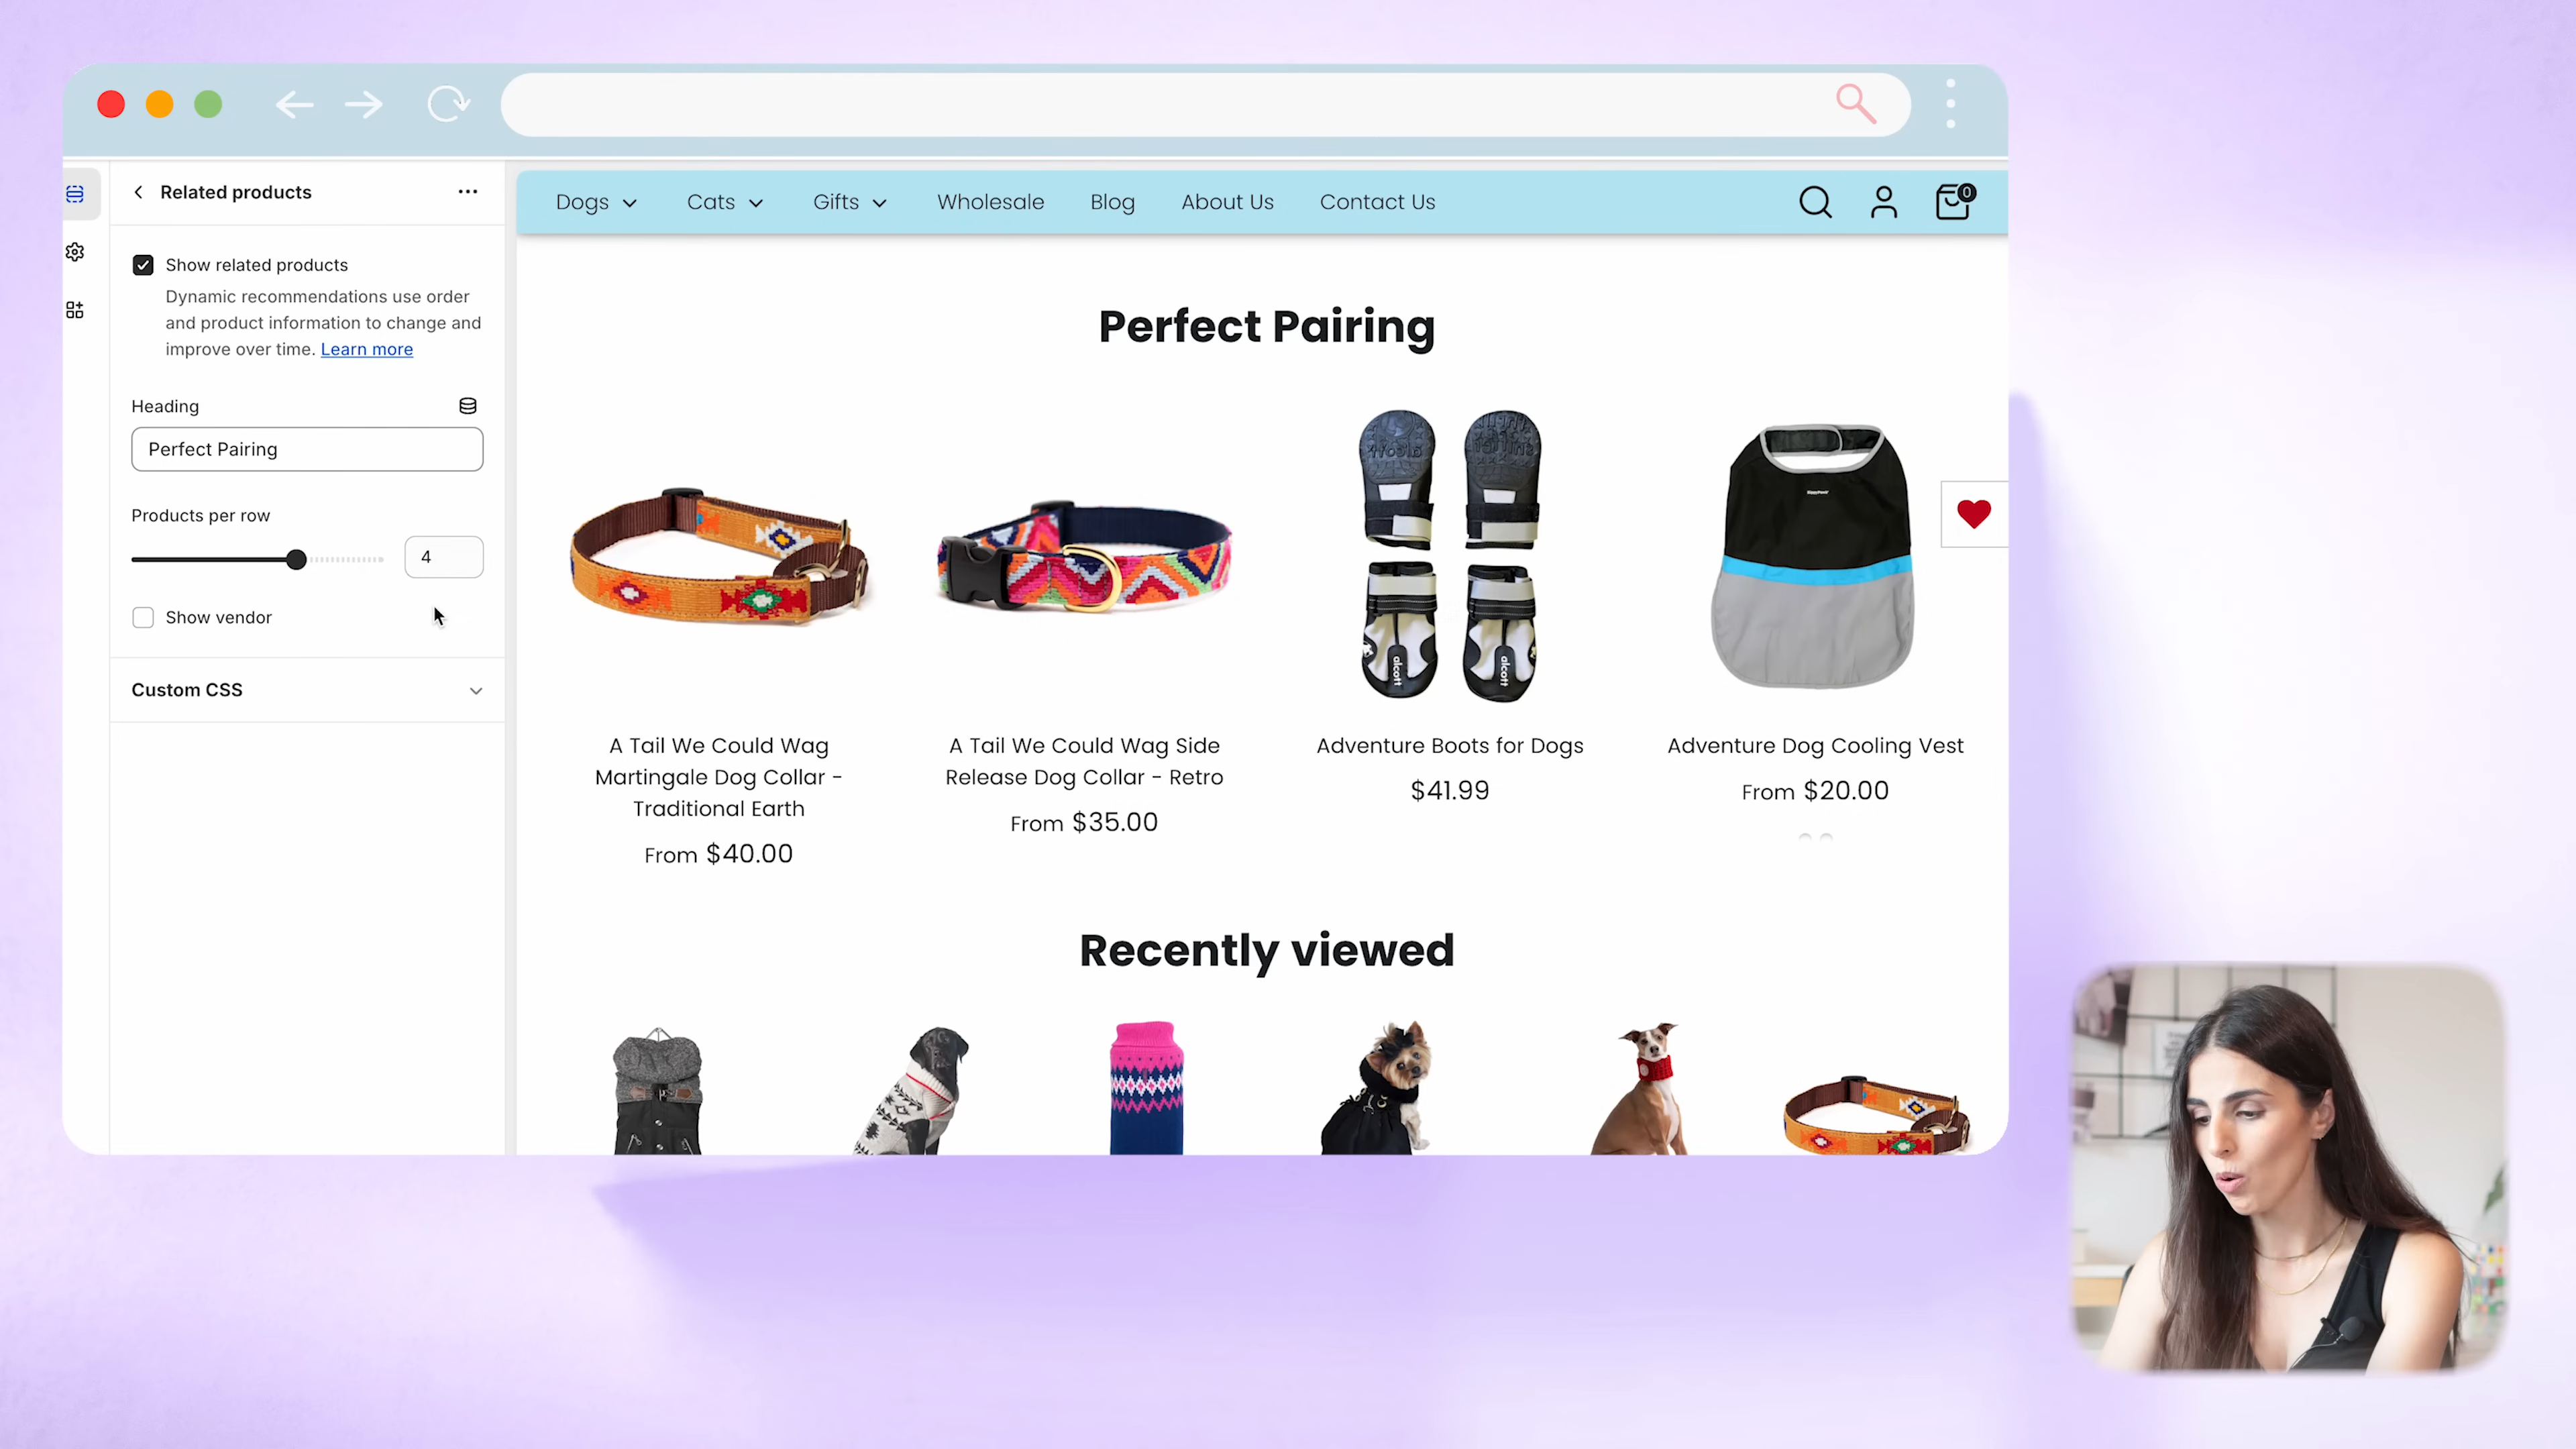 Related products
Show related products
Dynamic recommendations use order
and product information to change and
improve over time. Learn more
Heading
Perfect Pairing
Products per row
4
Show vendor
Custom CSS
Dogs Cats Gifts Wholesale Blog About Us Contact Us
0
Perfect Pairing
alcott
alcott
A Tail We Could Wag
Martingale Dog Collar -
Traditional Earth
From $40.00
A Tail We Could Wag Side
Release Dog Collar - Retro
From $35.00
Adventure Boots for Dogs
$41.99
Adventure Dog Cooling Vest
From $20.00
Recently viewed